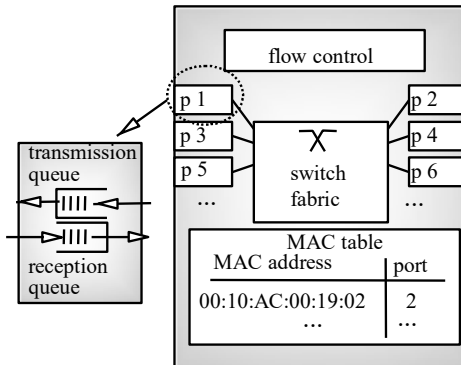 flow control
p 1
p 2
p 3
p 4
p 5
p 6
...
...
switch
fabric
transmission
queue
reception
queue
MAC table
MAC address port
00:10:AC:00:19:02 2
... ...